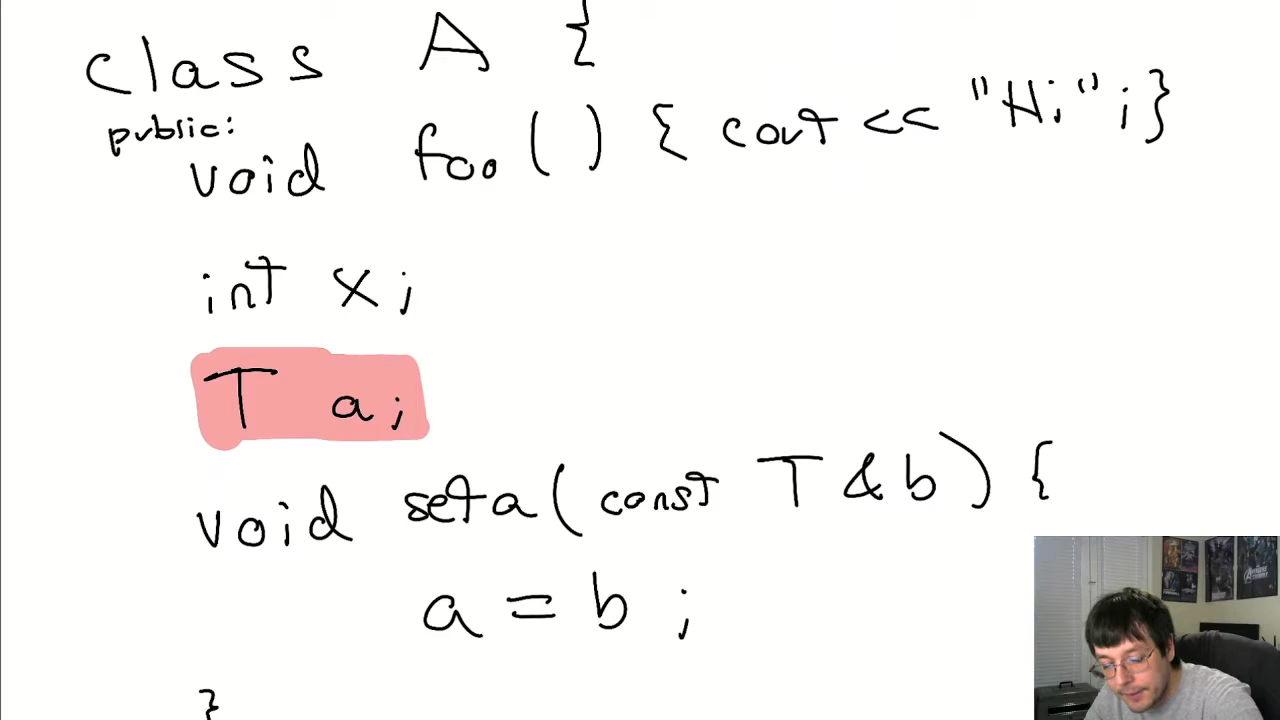 class A {
public:
void foo() { cout << "Hi"; }
int x;
T a;
void seta(const T &b) {
a = b ;
}